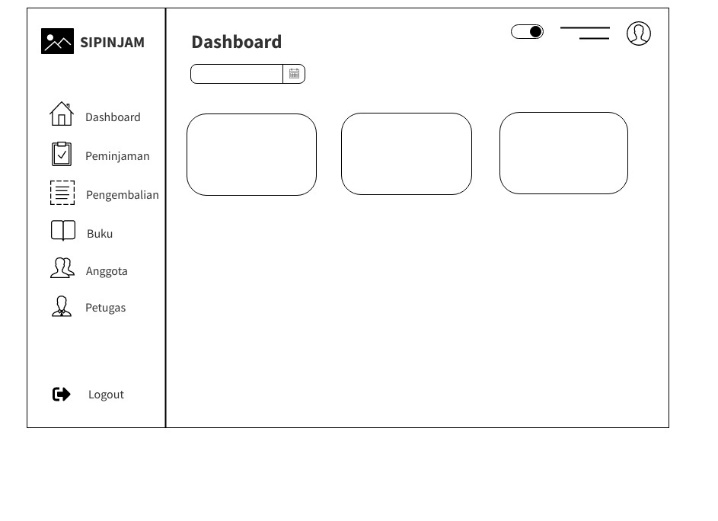 SIPINJAM
Dashboard
Dashboard
Peminjaman
Pengembalian
Buku
Anggota
Petugas
Logout